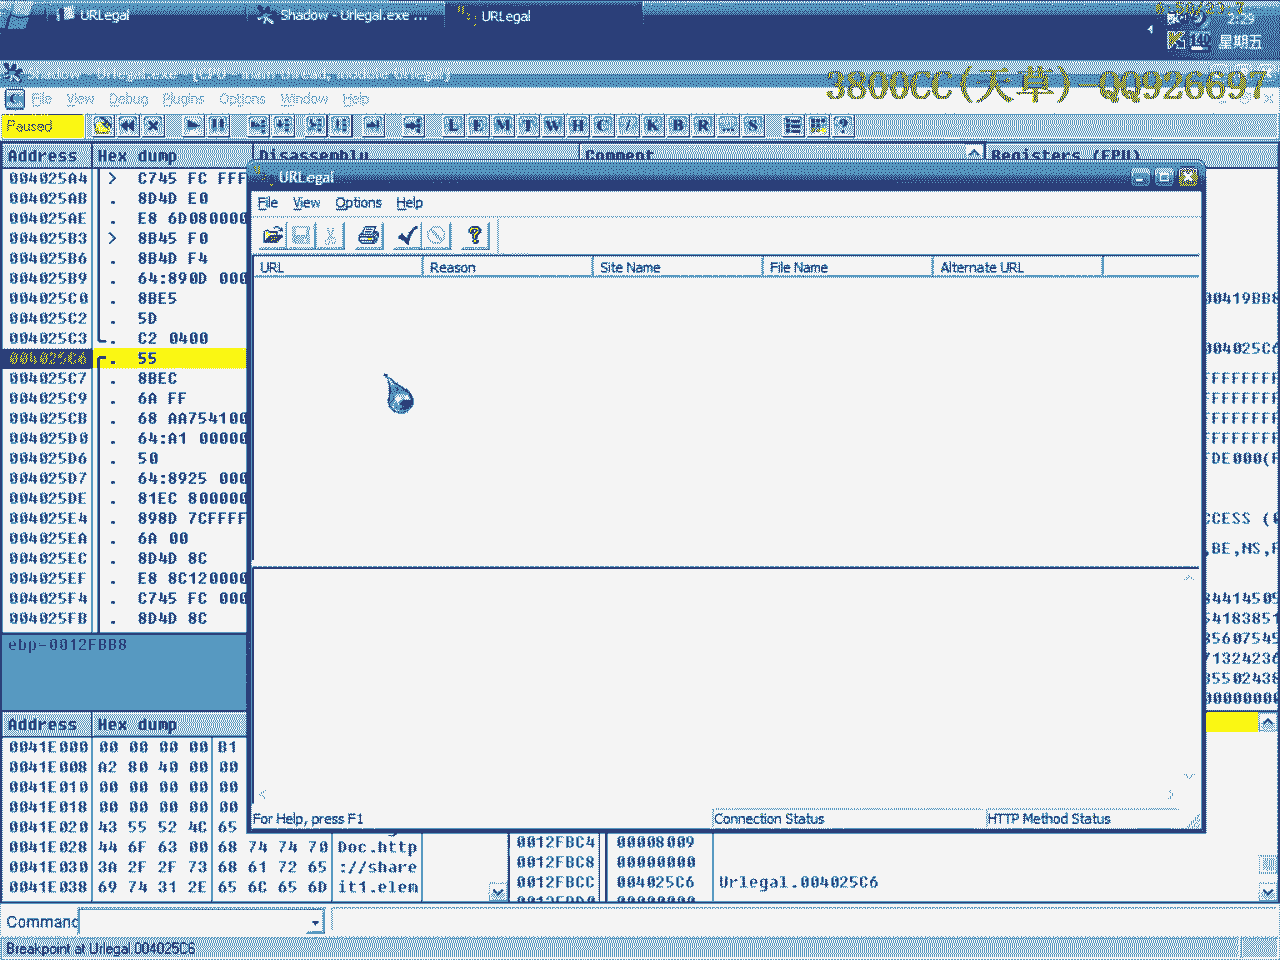 URLegal
Shadow - Urlegal.exe ...
URLegal
2:29
星期五
Shadow - Urlegal.exe - [CPU - main thread, module Urlegal]
3800CC(天草) QQ326697
File View Debug Plugins Options Window Help
Paused
L E M T W H C / K B R ... S
Address Hex dump Disassembly Comment Registers (FPU)
004025A4 > C745 FC FFF
004025AB . 8D4D E0
004025AE . E8 6D080000
004025B3 > 8B45 F0
004025B6 . 8B4D F4
004025B9 . 64:890D 000
004025C0 . 8BE5
004025C2 . 5D
004025C3 . C2 0400
004025C6 . 55
004025C7 . 8BEC
004025C9 . 6A FF
004025CB . 68 AA754100
004025D0 . 64:A1 00000
004025D6 . 50
004025D7 . 64:8925 000
004025DE . 81EC 800000
004025E4 . 898D 7CFFFF
004025EA . 6A 00
004025EC . 8D4D 8C
004025EF . E8 8C120000
004025F4 . C745 FC 000
004025FB . 8D4D 8C
ebp=0012FBB8
URLegal
File View Options Help
URL Reason Site Name File Name Alternate URL
For Help, press F1 Connection Status HTTP Method Status
00419BB8
004025C6
FFFFFFF
FFFFFFF
FFFFFFF
FFFFFFF
FDE000(F
CCESS (0
,BE,NS,P
84414505
54183851
35607545
71324236
35502438
00000000
Address Hex dump
0041E000 00 00 00 00 B1
0041E008 A2 80 40 00 00
0041E010 00 00 00 00 00
0041E018 00 00 00 00 00
0041E020 43 55 52 4C 65
0041E028 44 6F 63 00 68 74 74 70 Doc.http
0041E030 3A 2F 2F 73 68 61 72 65 ://share
0041E038 69 74 31 2E 65 6C 65 6D it1.elem
0012FBC4 00008009
0012FBC8 00000000
0012FBCC 004025C6 Urlegal.004025C6
Command
Breakpoint at Urlegal.004025C6